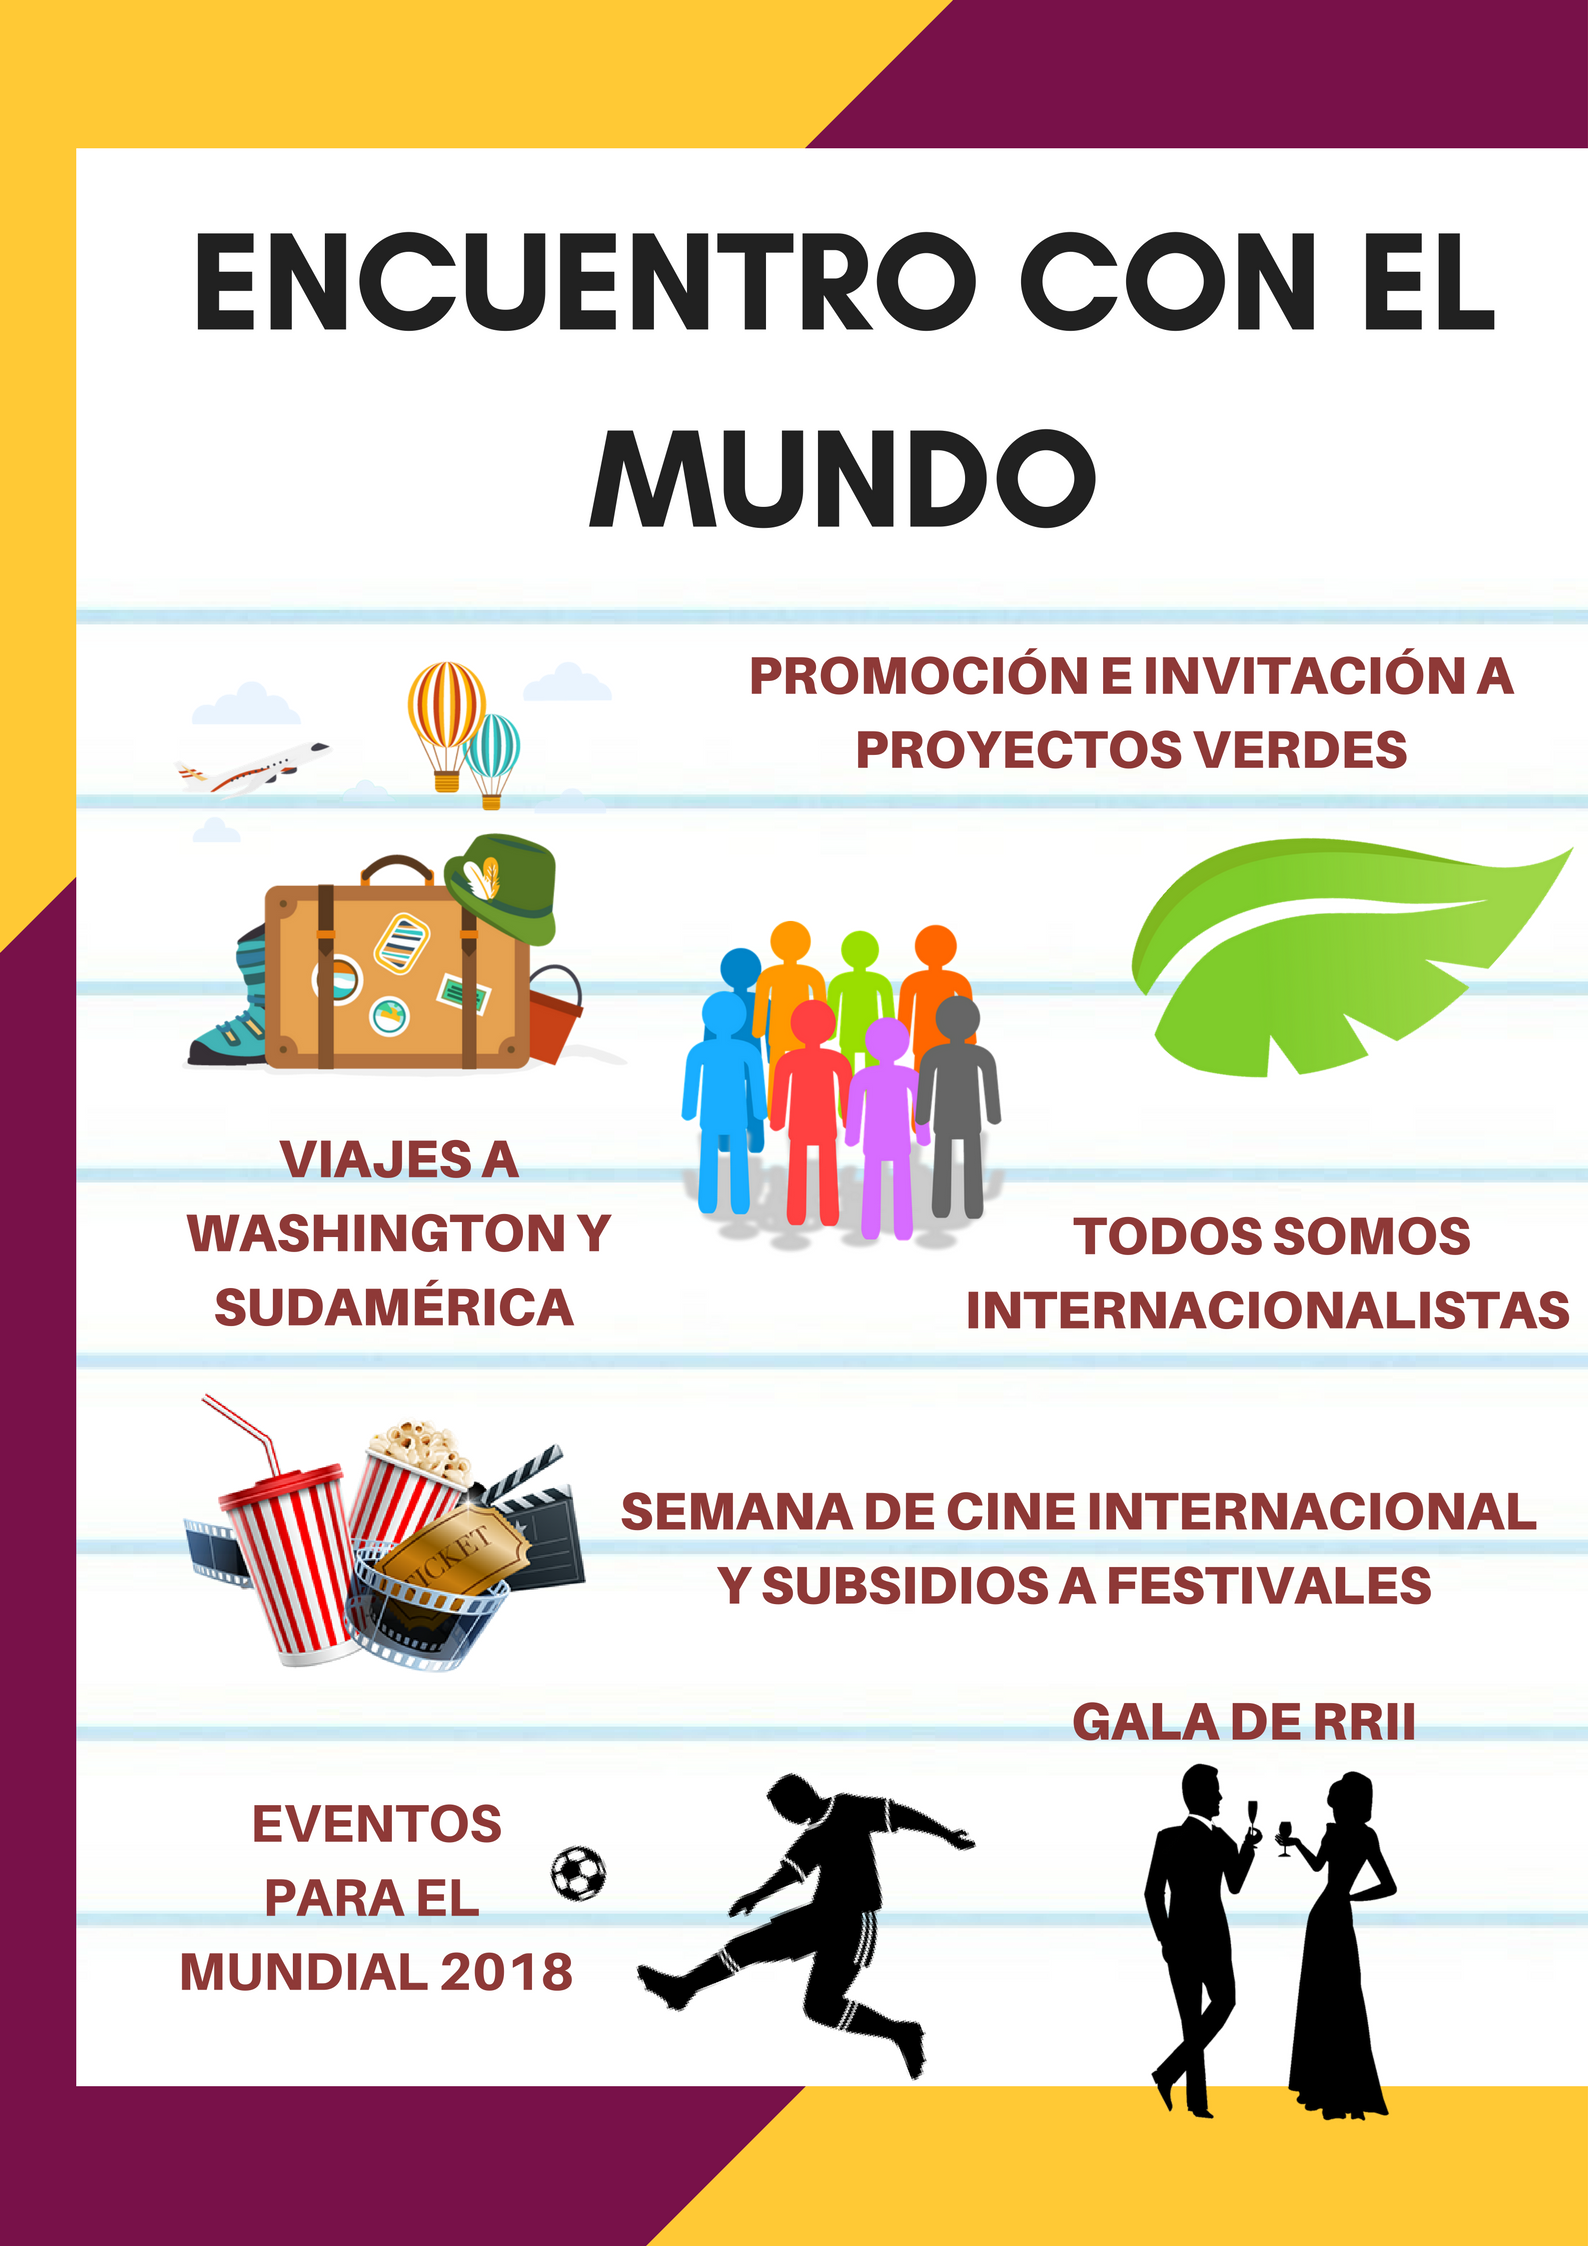 ENCUENTRO CON EL
MUNDO
PROMOCIÓN E INVITACIÓN A
PROYECTOS VERDES
VIAJES A
WASHINGTON Y
SUDAMÉRICA
TODOS SOMOS
INTERNACIONALISTAS
TICKET
SEMANA DE CINE INTERNACIONAL
Y SUBSIDIOS A FESTIVALES
GALA DE RRII
EVENTOS
PARA EL
MUNDIAL 2018